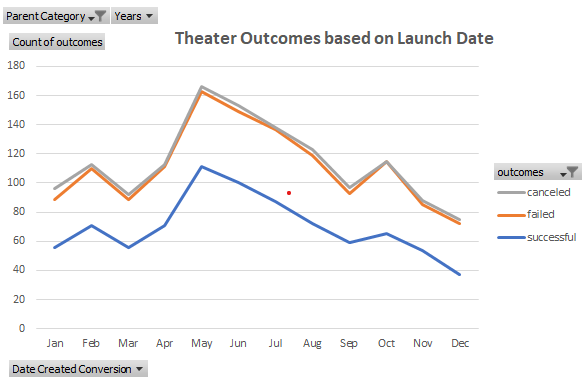 Parent Category Years
Count of outcomes
Theater Outcomes based on Launch Date
180
160
140
120
100
80
60
40
20
0
Jan Feb Mar Apr May Jun Jul Aug Sep Oct Nov Dec
outcomes
canceled
failed
successful
Date Created Conversion